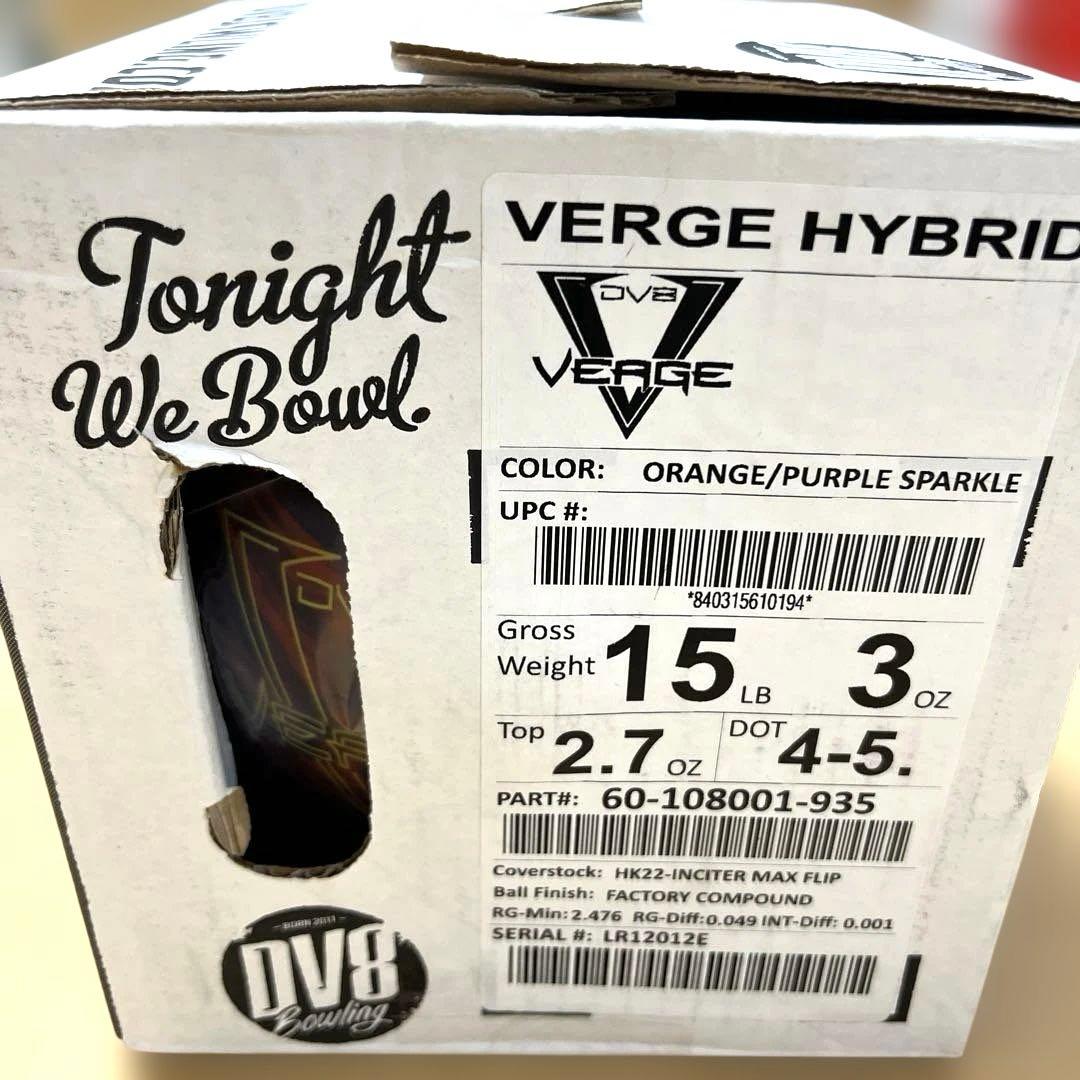 Tonight
We Bowl.
VERGE HYBRID
DV8
VERGE
COLOR: ORANGE/PURPLE SPARKLE
UPC #:
*840315610194*
Gross
Weight 15 LB 3 OZ
Top 2.7 OZ DOT 4-5.
PART#: 60-108001-935
Coverstock: HK22-INCITER MAX FLIP
Ball Finish: FACTORY COMPOUND
RG-Min: 2.476 RG-Diff: 0.049 INT-Diff: 0.001
SERIAL #: LR12012E
BORN 2011
DV8
Bowling